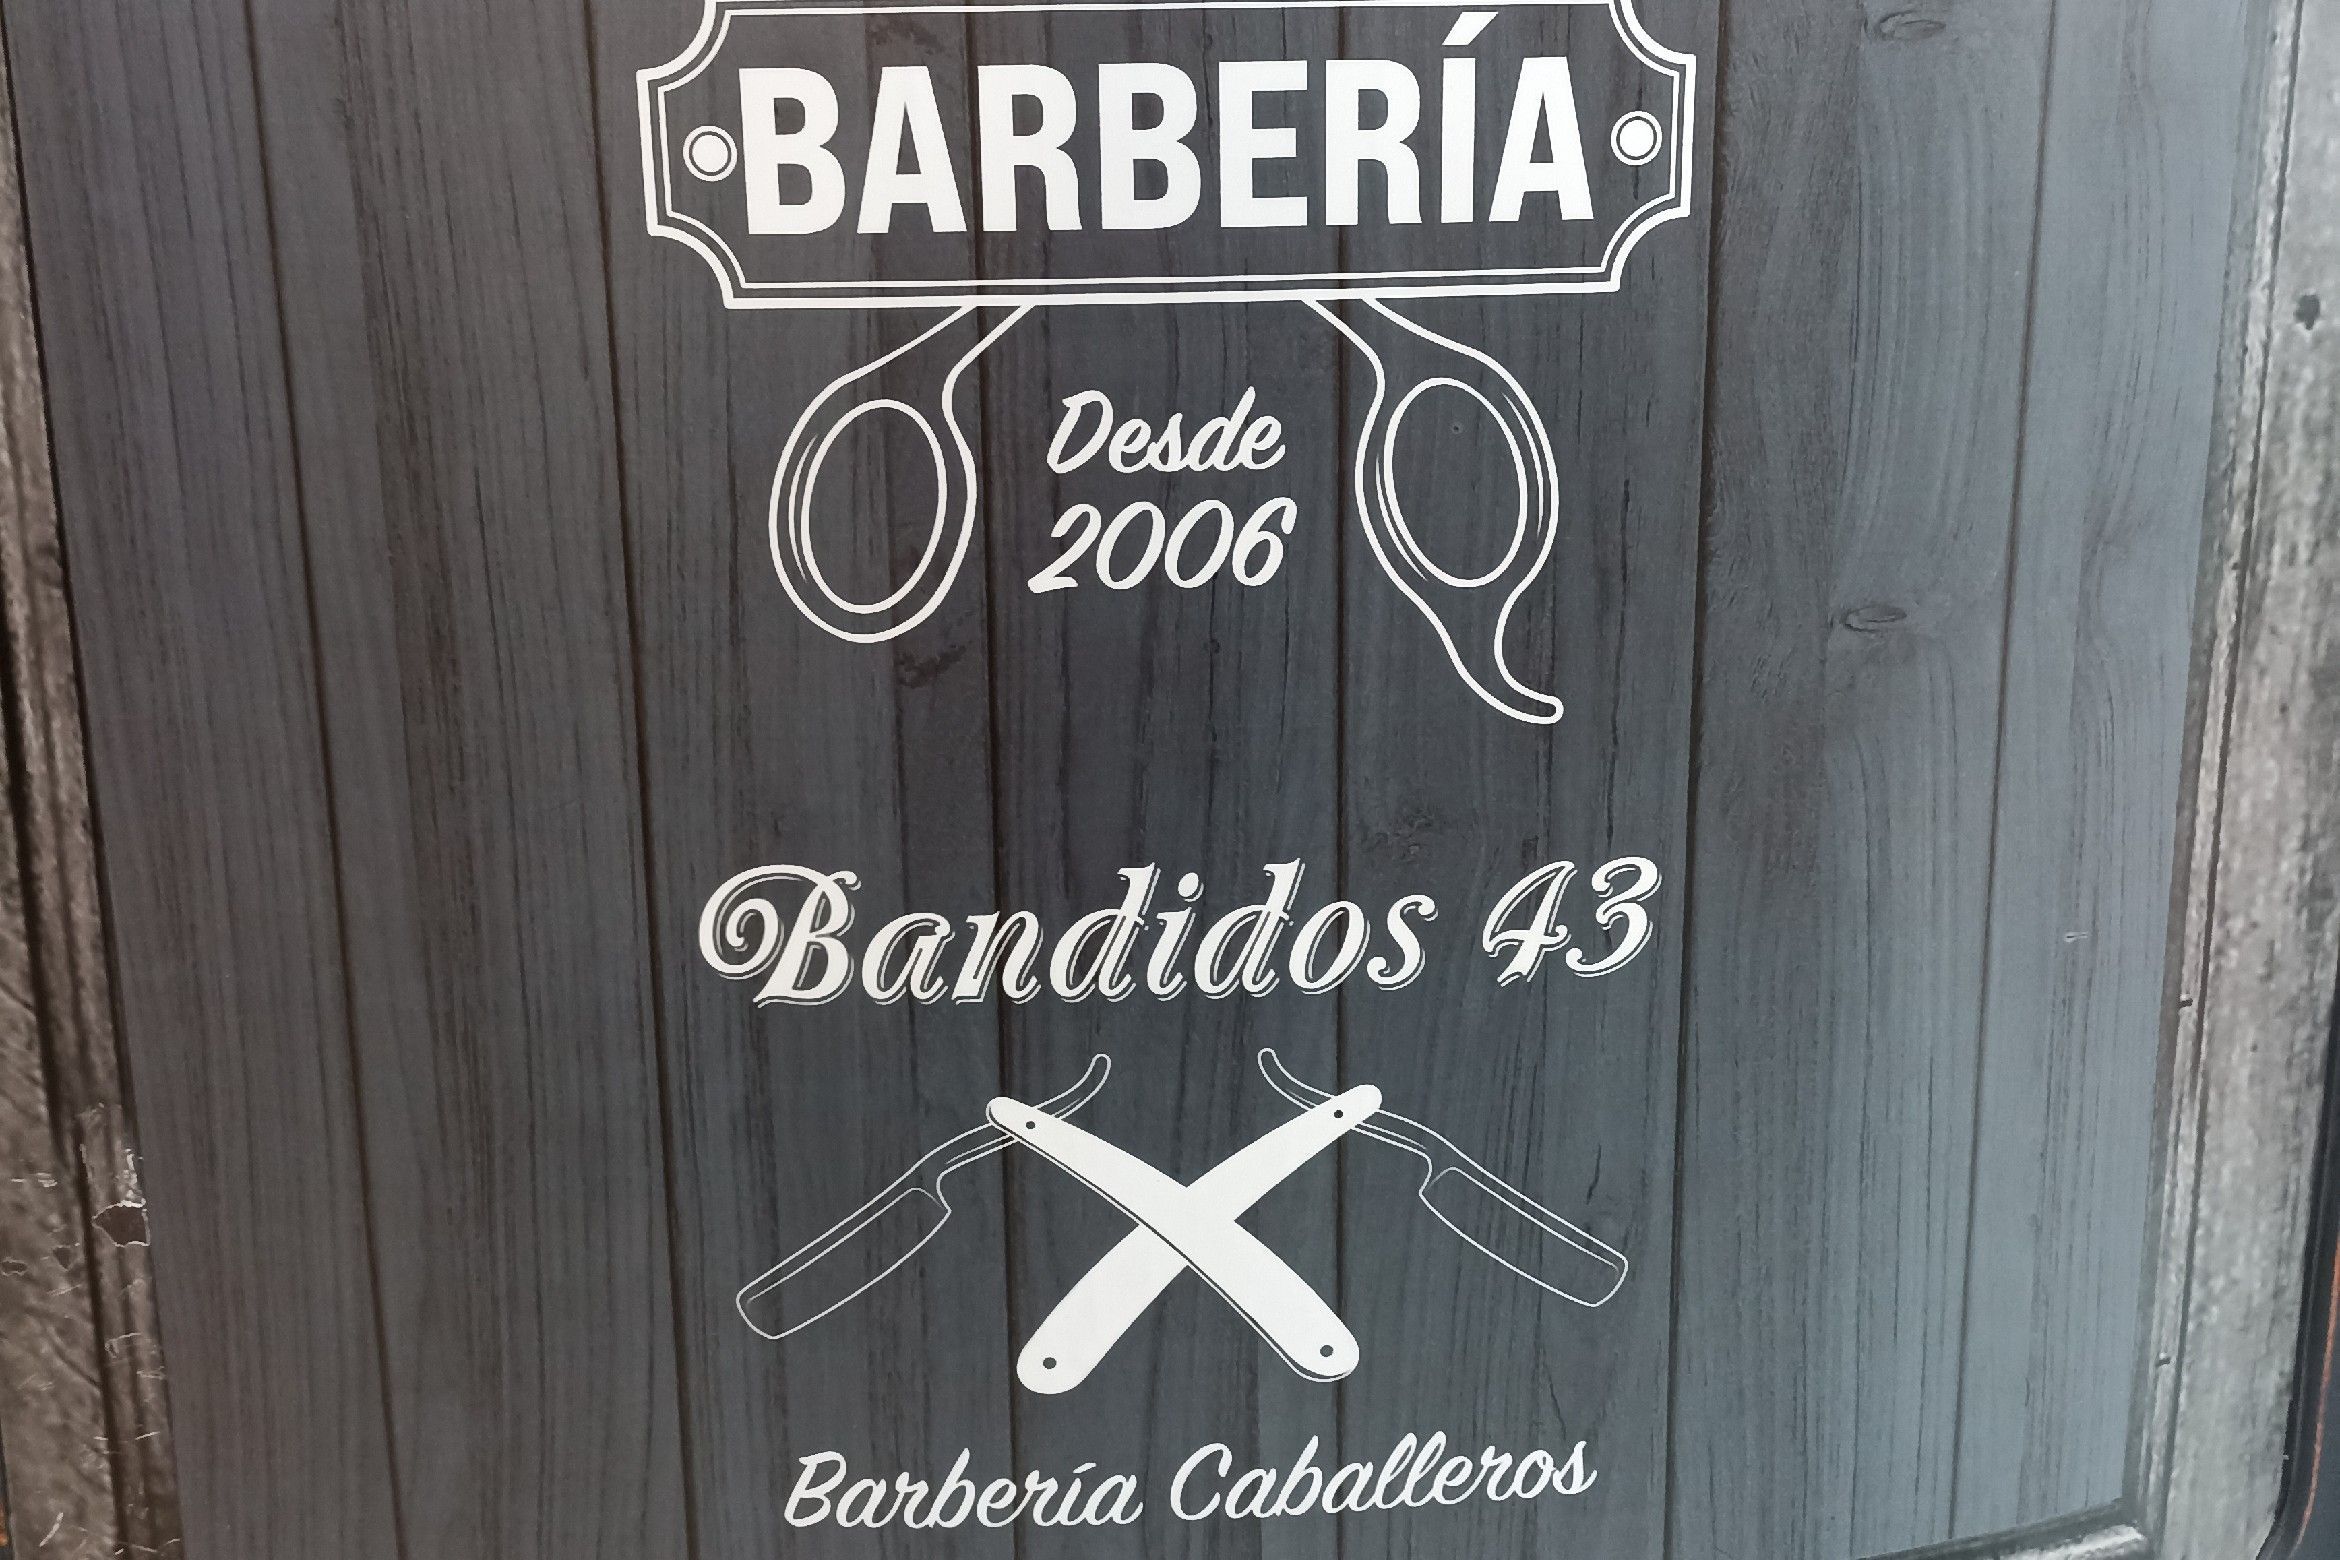 BARBERÍA
Desde
2006
Bandidos 43
Barbería Caballeros